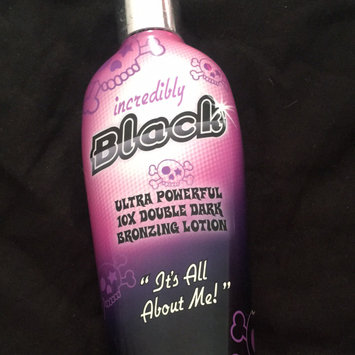 incredibly
Black
ULTRA POWERFUL
10X DOUBLE DARK
BRONZING LOTION
"It's All
About Me!"